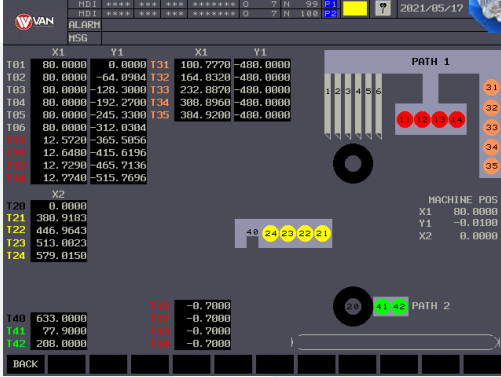 VAN
MDI **** *** *** **** O 7 N 99 P1
MDI **** *** *** **** O 7 N 100 P2
2021/05/17
ALARM
MSG
X1 Y1 X1 Y1
T01 80.0000 0.0000 T31 100.7770 -480.0000
T02 80.0000 -64.0904 T32 164.8320 -480.0000
T03 80.0000 -128.3000 T33 232.8870 -480.0000
T04 80.0000 -192.2700 T34 308.8960 -480.0000
T05 80.0000 -245.3300 T35 384.9200 -480.0000
T06 80.0000 -312.0304
T11 12.5720 -365.5056
T12 12.6480 -415.6196
T13 12.7290 -465.7136
T14 12.7740 -515.7696
X2
T20 0.0000
T21 380.9183
T22 446.9643
T23 513.0023
T24 579.0150
T40 633.0000
T41 77.9000
T42 208.0000
T11 -0.7000
T12 -0.7000
T13 -0.7000
T14 -0.7000
PATH 1
1 2 3 4 5 6
11 12 13 14
31
32
33
34
35
MACHINE POS
X1 80.0000
Y1 -0.0100
X2 0.0000
40 24 23 22 21
20 41 42 PATH 2
BACK